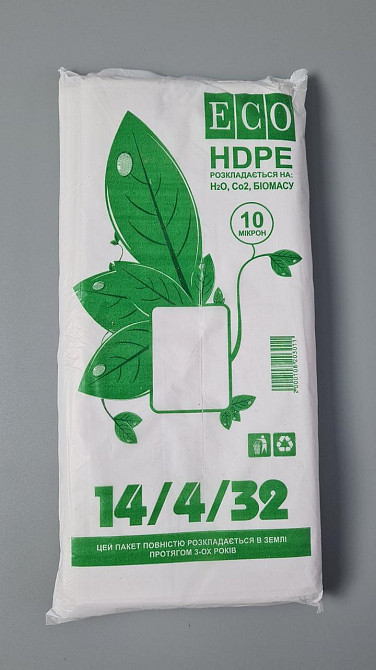 ECO
HDPE
РОЗКЛАДАЄТЬСЯ НА:
H2O, Co2, БІОМАСУ
10
МІКРОН
14/4/32
ЦЕЙ ПАКЕТ ПОВНІСТЮ РОЗКЛАДАЄТЬСЯ В ЗЕМЛІ
ПРОТЯГОМ 3-ОХ РОКІВ